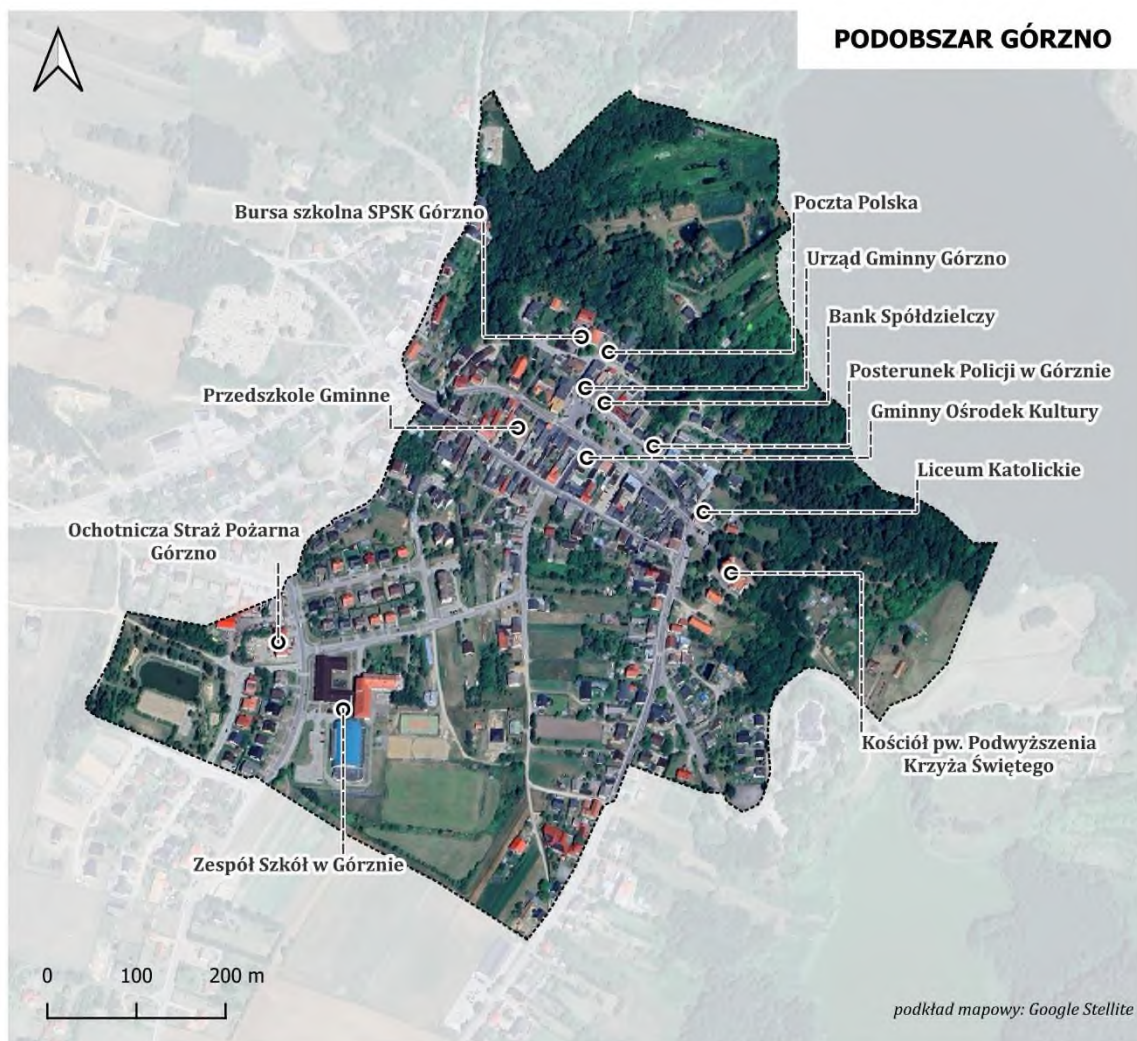 PODOBSZAR GÓRZNO
Bursa szkolna SPSK Górzno
Poczta Polska
Urząd Gminny Górzno
Bank Spółdzielczy
Posterunek Policji w Górznie
Przedszkole Gminne
Gminny Ośrodek Kultury
Liceum Katolickie
Ochotnicza Straż Pożarna
Górzno
Kościół pw. Podwyższenia
Krzyża Świętego
Zespół Szkół w Górznie
0 100 200 m
podkład mapowy: Google Stellite